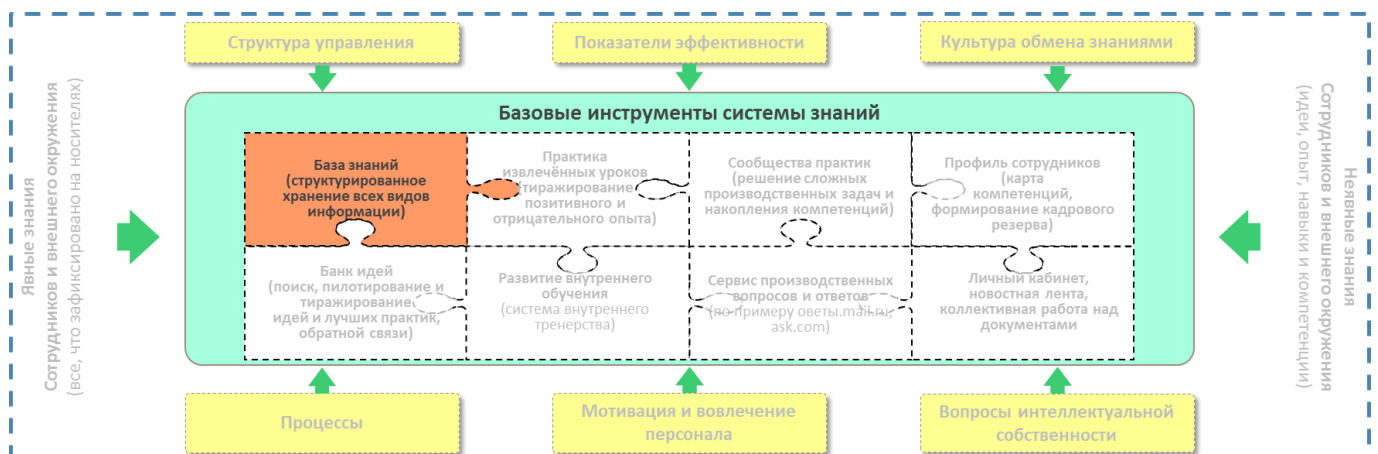 Структура управления
Показатели эффективности
Культура обмена знаниями
Явные знания
Сотрудников и внешнего окружения
(все, что зафиксировано на носителях)
Базовые инструменты системы знаний
База знаний
(структурированное
хранение всех видов
информации)
Практика
извлечённых уроков
(тиражирование
позитивного и
отрицательного опыта)
Сообщества практик
(решение сложных
производственных задач и
накопления компетенций)
Профиль сотрудников
(карта
компетенций,
формирование кадрового
резерва)
Банк идей
(поиск, пилотирование и
тиражирование
идей и лучших практик,
обратной связи)
Развитие внутреннего
обучения
(система внутреннего
тренерства)
Сервис производственных
вопросов и ответов
(по примеру оветы.mail.ru,
ask.com)
Личный кабинет,
новостная лента,
коллективная работа над
документами
Неявные знания
Сотрудников и внешнего окружения
(идеи, опыт, навыки и компетенции)
Процессы
Мотивация и вовлечение
персонала
Вопросы интеллектуальной
собственности